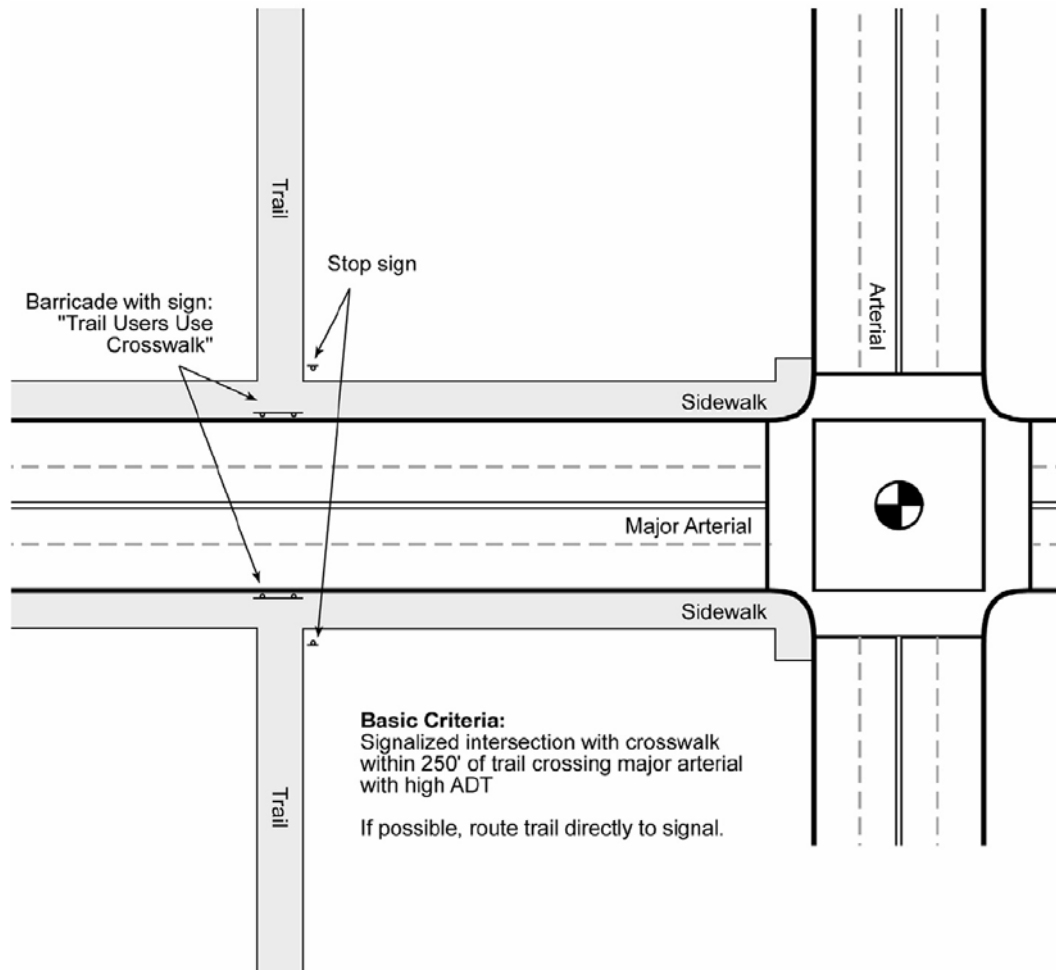 Trail
Stop sign
Barricade with sign:
"Trail Users Use
Crosswalk"
Arterial
Sidewalk
Major Arterial
Sidewalk
Basic Criteria:
Signalized intersection with crosswalk
within 250' of trail crossing major arterial
with high ADT
If possible, route trail directly to signal.
Trail